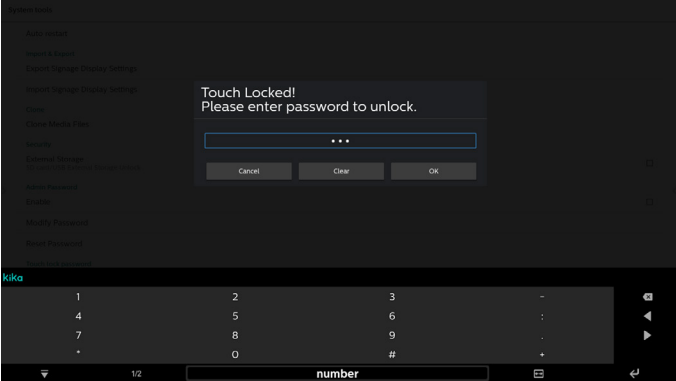 System tools
Auto restart
Import & Export
Export Signage Display Settings
Import Signage Display Settings
Clone
Clone Media Files
Security
External Storage
Admin Password
Enable
Modify Password
Reset Password
Touch Locked!
Please enter password to unlock.
•••
Cancel Clear OK
kika
1 2 3 -
4 5 6 :
7 8 9 .
* 0 # +
1/2 number